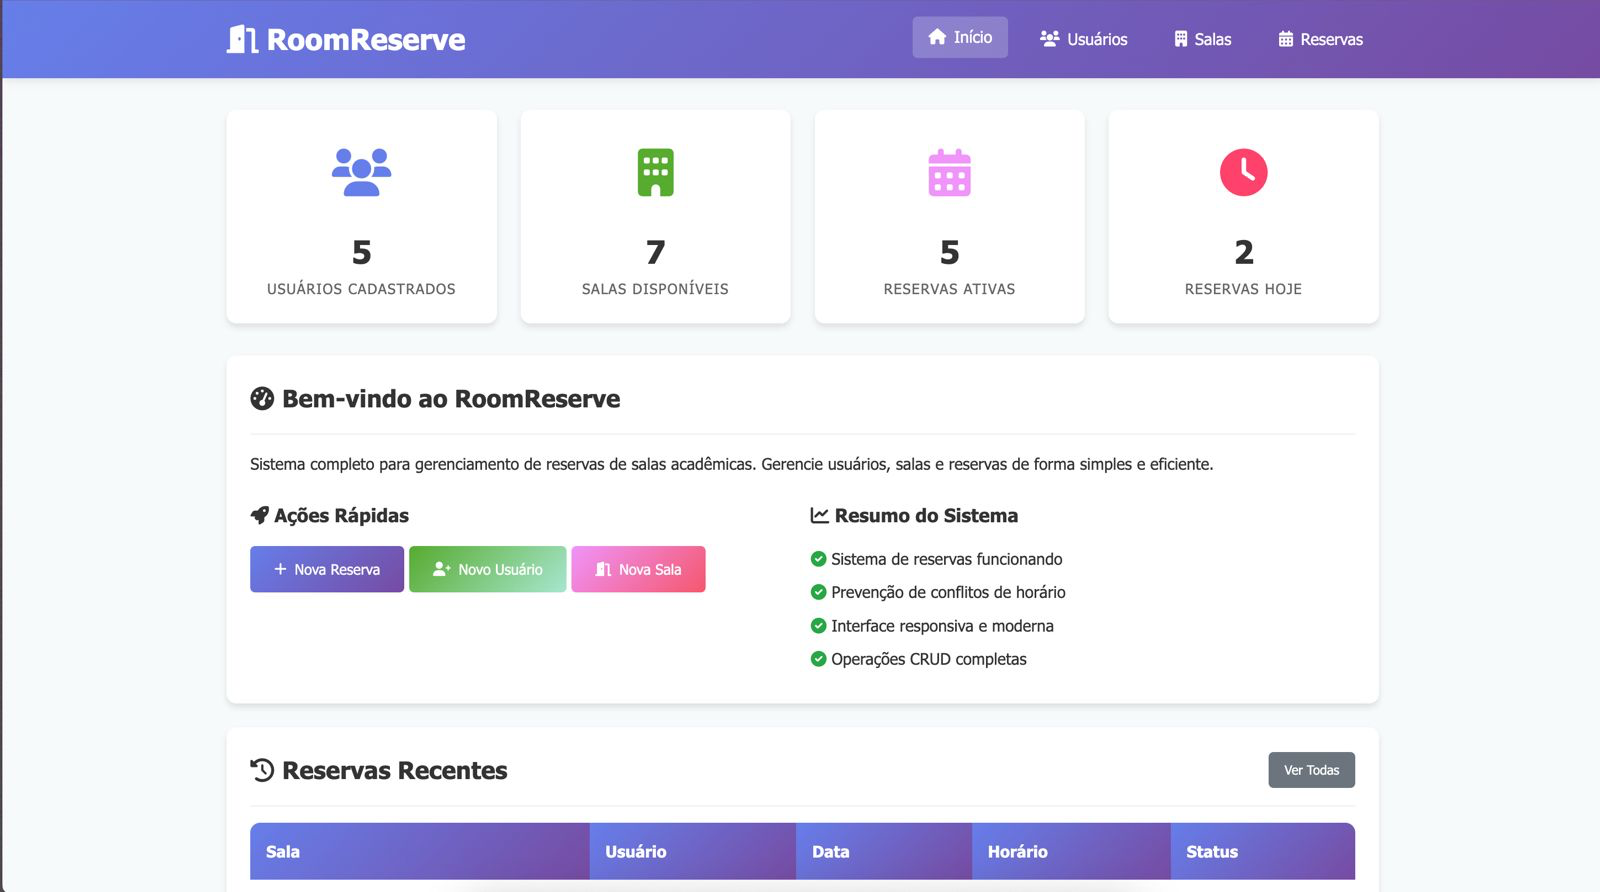 RoomReserve
Início
Usuários
Salas
Reservas
5
USUÁRIOS CADASTRADOS
7
SALAS DISPONÍVEIS
5
RESERVAS ATIVAS
2
RESERVAS HOJE
Bem-vindo ao RoomReserve
Sistema completo para gerenciamento de reservas de salas acadêmicas. Gerencie usuários, salas e reservas de forma simples e eficiente.
Ações Rápidas
Nova Reserva
Novo Usuário
Nova Sala
Resumo do Sistema
Sistema de reservas funcionando
Prevenção de conflitos de horário
Interface responsiva e moderna
Operações CRUD completas
Reservas Recentes
Ver Todas
Sala Usuário Data Horário Status